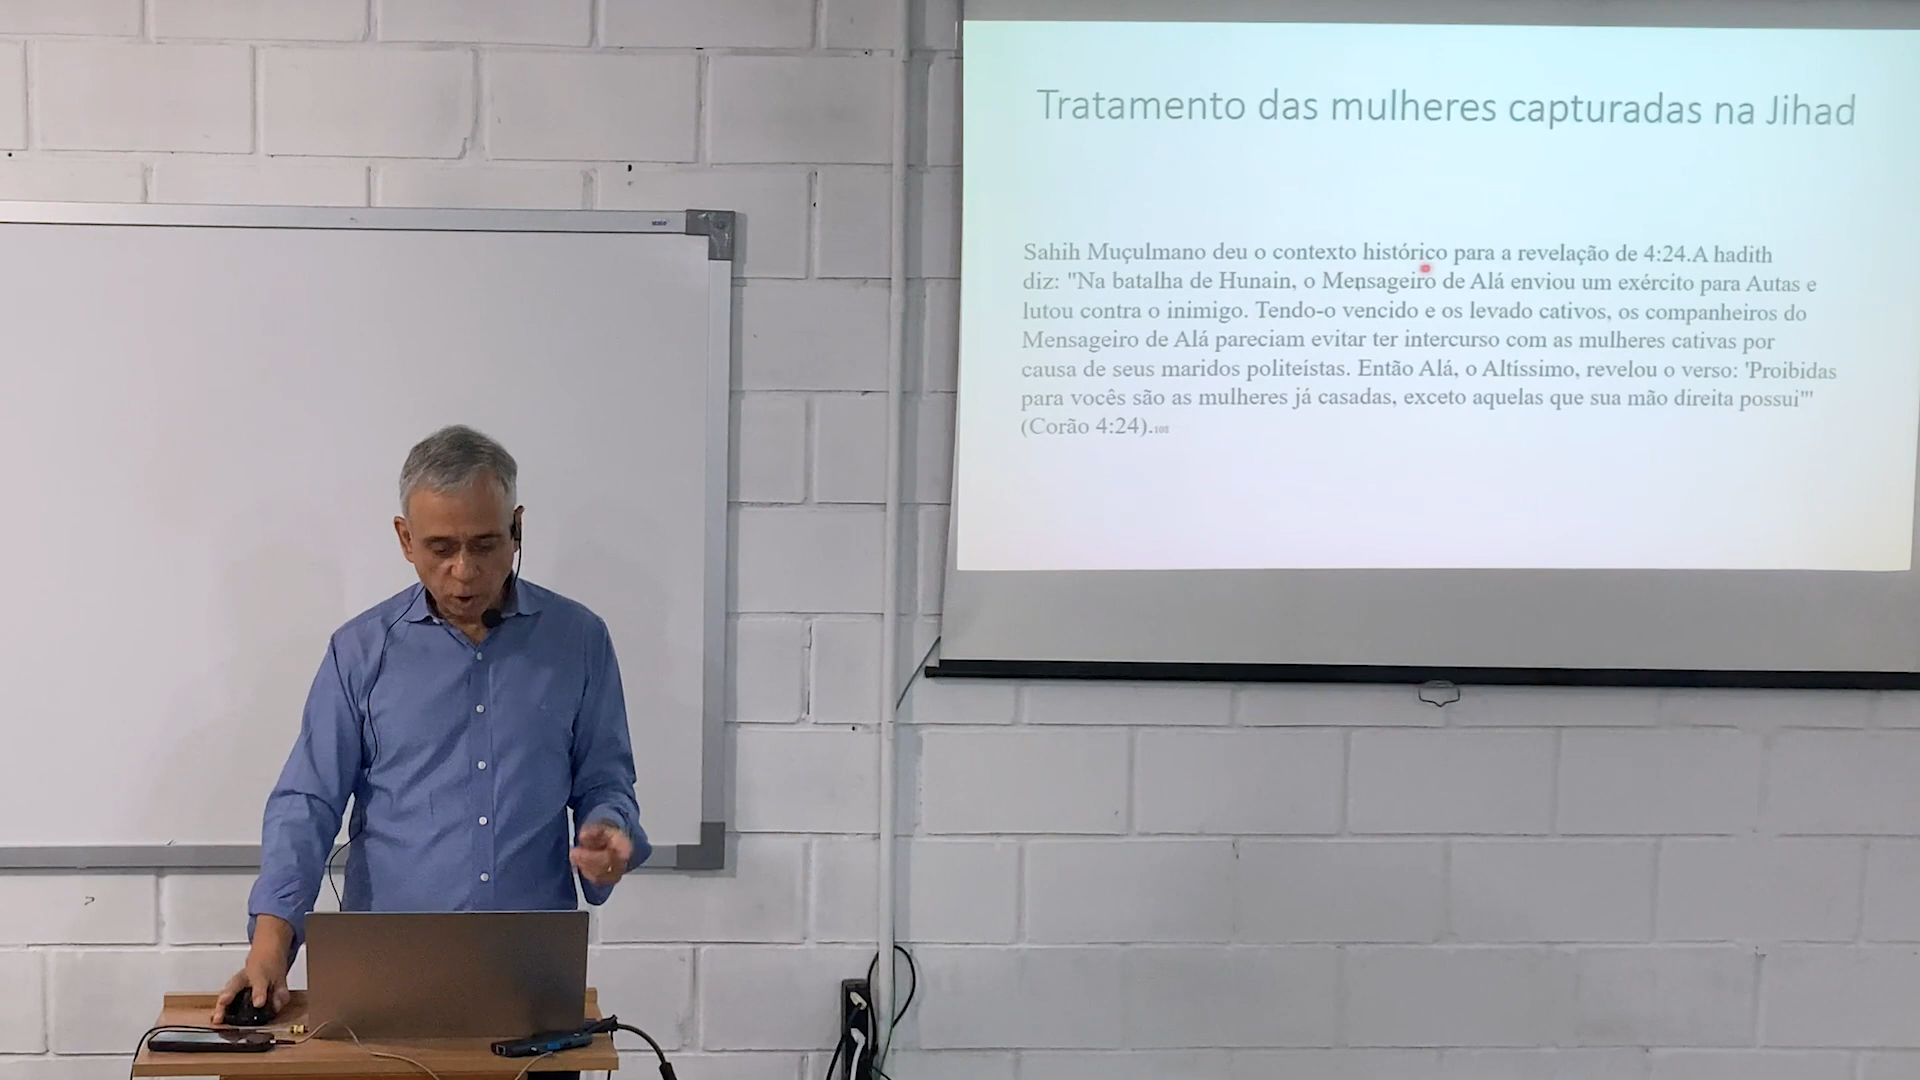 Tratamento das mulheres capturadas na Jihad
Sahih Muçulmano deu o contexto histórico para a revelação de 4:24.A hadith
diz: "Na batalha de Hunain, o Mensageiro de Alá enviou um exército para Autas e
lutou contra o inimigo. Tendo-o vencido e os levado cativos, os companheiros do
Mensageiro de Alá pareciam evitar ter intercurso com as mulheres cativas por
causa de seus maridos politeístas. Então Alá, o Altíssimo, revelou o verso: 'Proibidas
para vocês são as mulheres já casadas, exceto aquelas que sua mão direita possui'"
(Corão 4:24).108